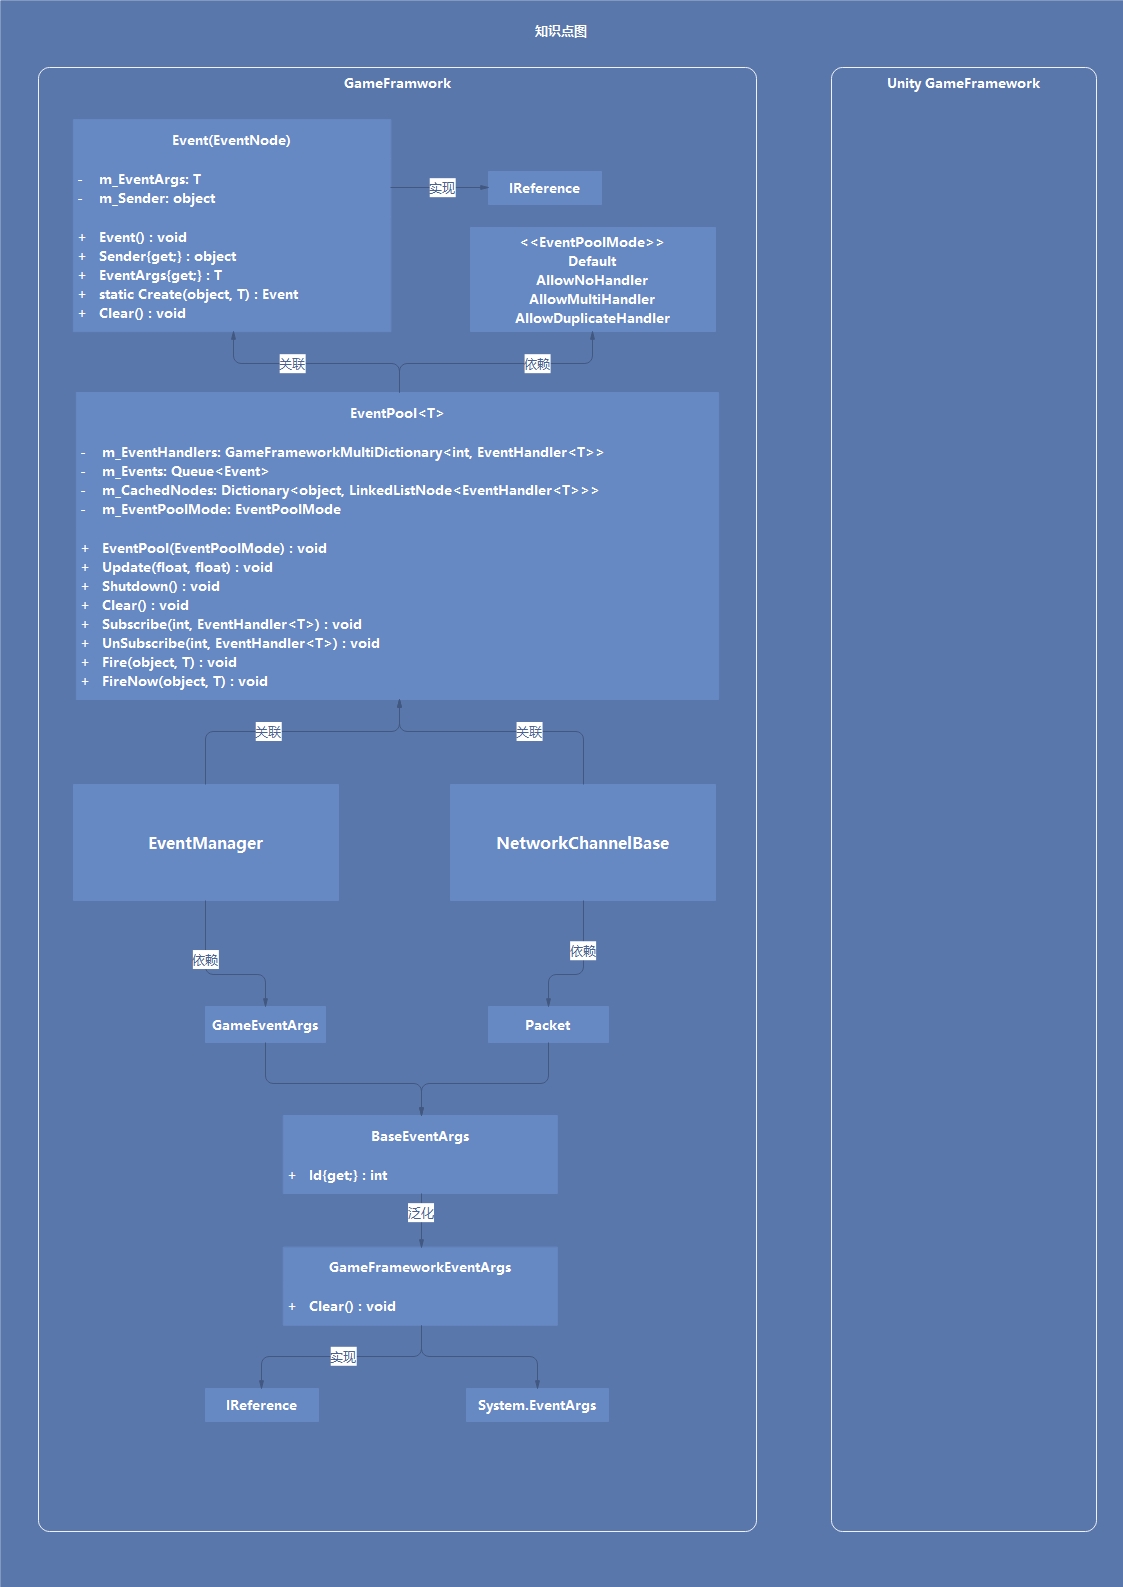 知识点图
GameFramwork
Unity GameFramework
Event(EventNode)
- m_EventArgs: T
- m_Sender: object
+ Event() : void
+ Sender{get;} : object
+ EventArgs{get;} : T
+ static Create(object, T) : Event
+ Clear() : void
实现
IReference
<<EventPoolMode>>
Default
AllowNoHandler
AllowMultiHandler
AllowDuplicateHandler
关联
依赖
EventPool<T>
- m_EventHandlers: GameFrameworkMultiDictionary<int, EventHandler<T>>
- m_Events: Queue<Event>
- m_CachedNodes: Dictionary<object, LinkedListNode<EventHandler<T>>>
- m_EventPoolMode: EventPoolMode
+ EventPool(EventPoolMode) : void
+ Update(float, float) : void
+ Shutdown() : void
+ Clear() : void
+ Subscribe(int, EventHandler<T>) : void
+ UnSubscribe(int, EventHandler<T>) : void
+ Fire(object, T) : void
+ FireNow(object, T) : void
关联
关联
EventManager
NetworkChannelBase
依赖
依赖
GameEventArgs
Packet
BaseEventArgs
+ Id{get;} : int
泛化
GameFrameworkEventArgs
+ Clear() : void
实现
IReference
System.EventArgs